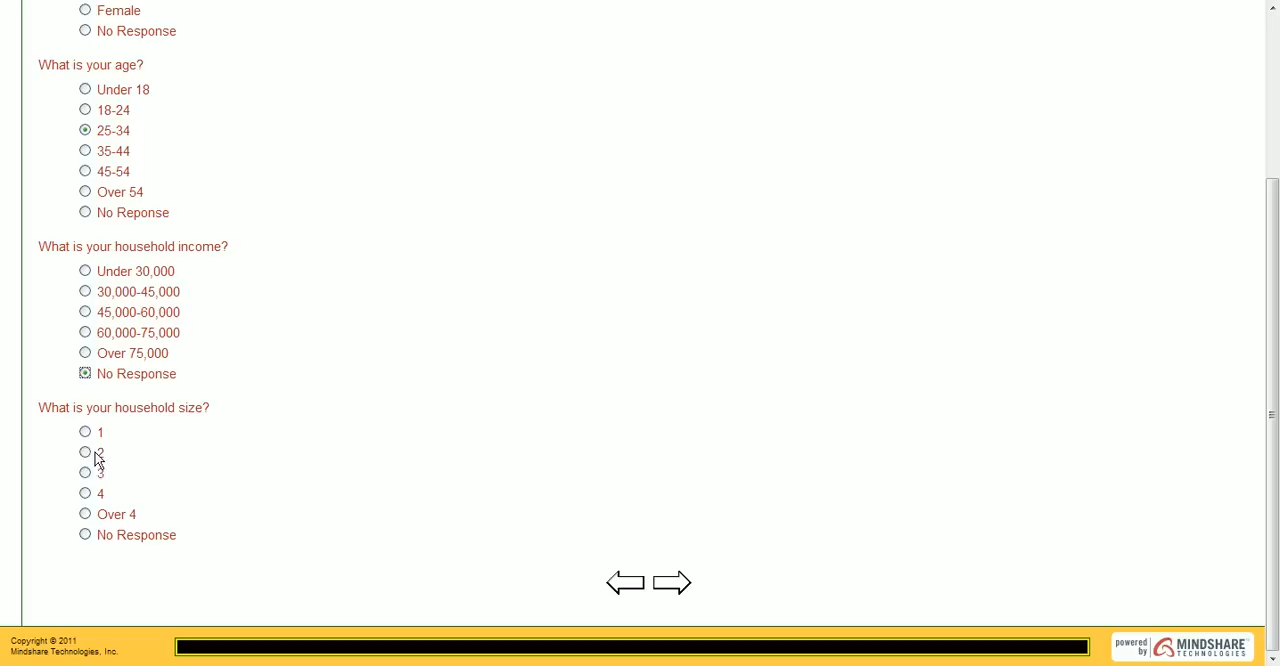 Female
No Response
What is your age?
Under 18
18-24
25-34
35-44
45-54
Over 54
No Reponse
What is your household income?
Under 30,000
30,000-45,000
45,000-60,000
60,000-75,000
Over 75,000
No Response
What is your household size?
1
2
3
4
Over 4
No Response
Copyright © 2011
Mindshare Technologies, Inc.
powered by MINDSHARE TECHNOLOGIES